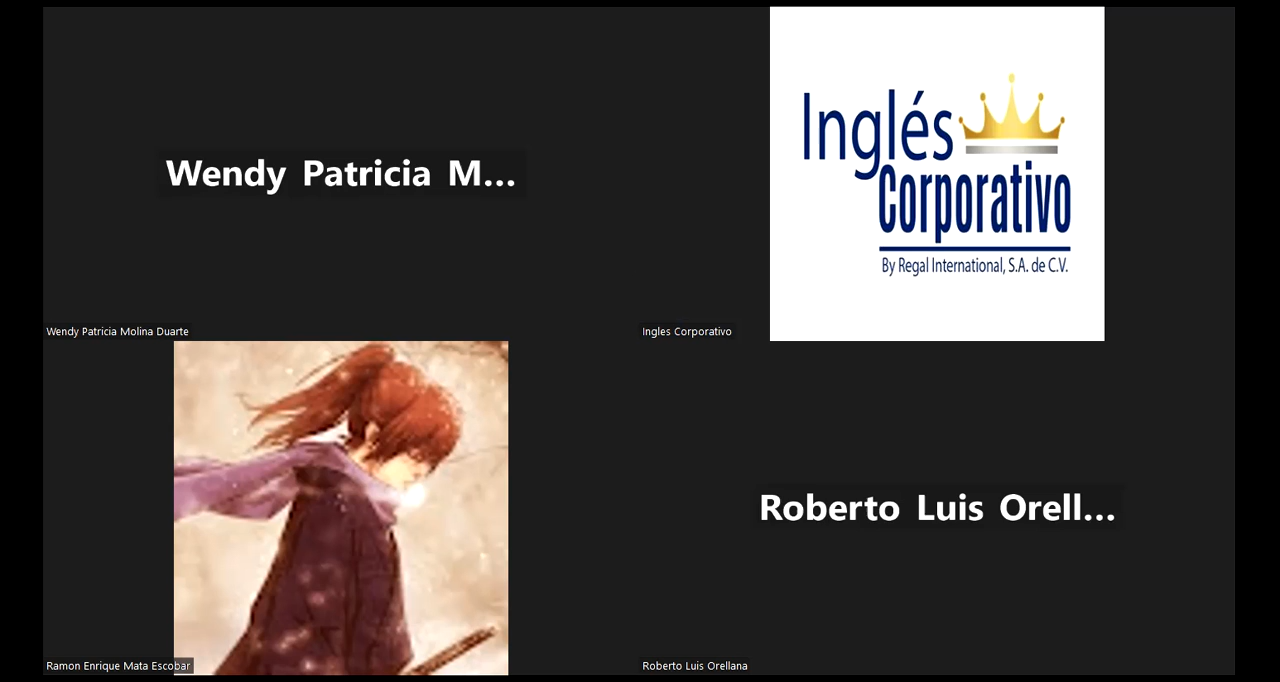 Wendy Patricia M...
Wendy Patricia Molina Duarte
Inglés
Corporativo
By Regal International, S.A. de C.V.
Ingles Corporativo
Ramon Enrique Mata Escobar
Roberto Luis Orell...
Roberto Luis Orellana